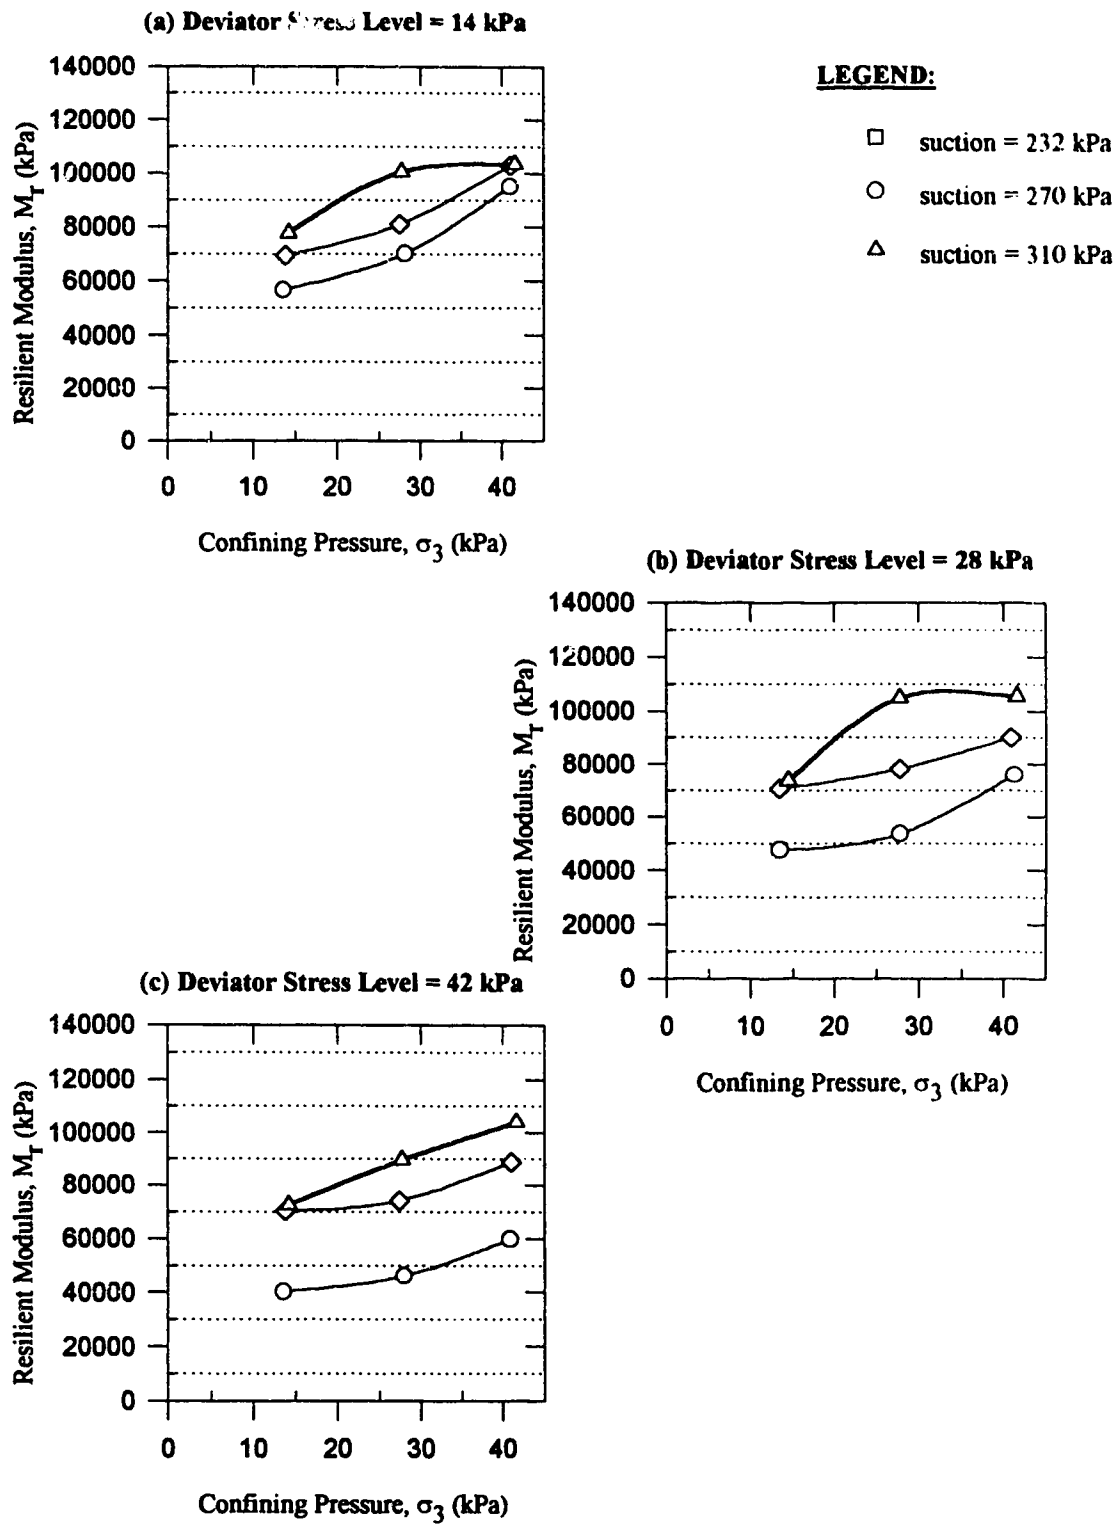 (a) Deviator Stress Level = 14 kPa
140000
120000
100000
80000
60000
40000
20000
0
Resilient Modulus, Mr (kPa)
0 10 20 30 40
Confining Pressure, σ3 (kPa)
LEGEND:
suction = 232 kPa
suction = 270 kPa
suction = 310 kPa
(b) Deviator Stress Level = 28 kPa
140000
120000
100000
80000
60000
40000
20000
0
Resilient Modulus, Mr (kPa)
0 10 20 30 40
Confining Pressure, σ3 (kPa)
(c) Deviator Stress Level = 42 kPa
140000
120000
100000
80000
60000
40000
20000
0
Resilient Modulus, Mr (kPa)
0 10 20 30 40
Confining Pressure, σ3 (kPa)